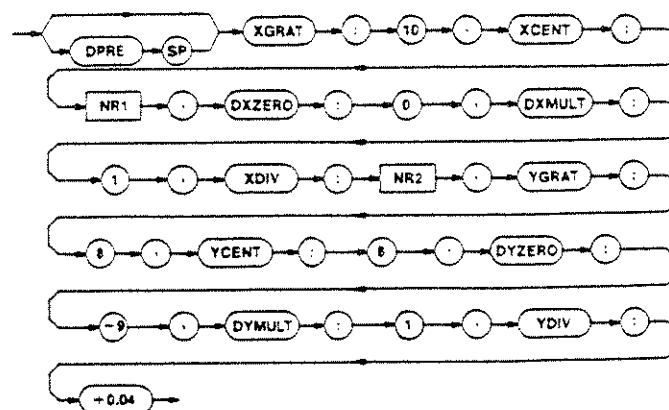 DPRE SP XGRAT : 10 , XCENT :
NR1 , DXZERO : 0 , DXMULT :
1 , XDIV : NR2 , YGRAT :
8 , YCENT : , DYZERO :
-9 , DYMULT : 1 , YDIV :
+0.04